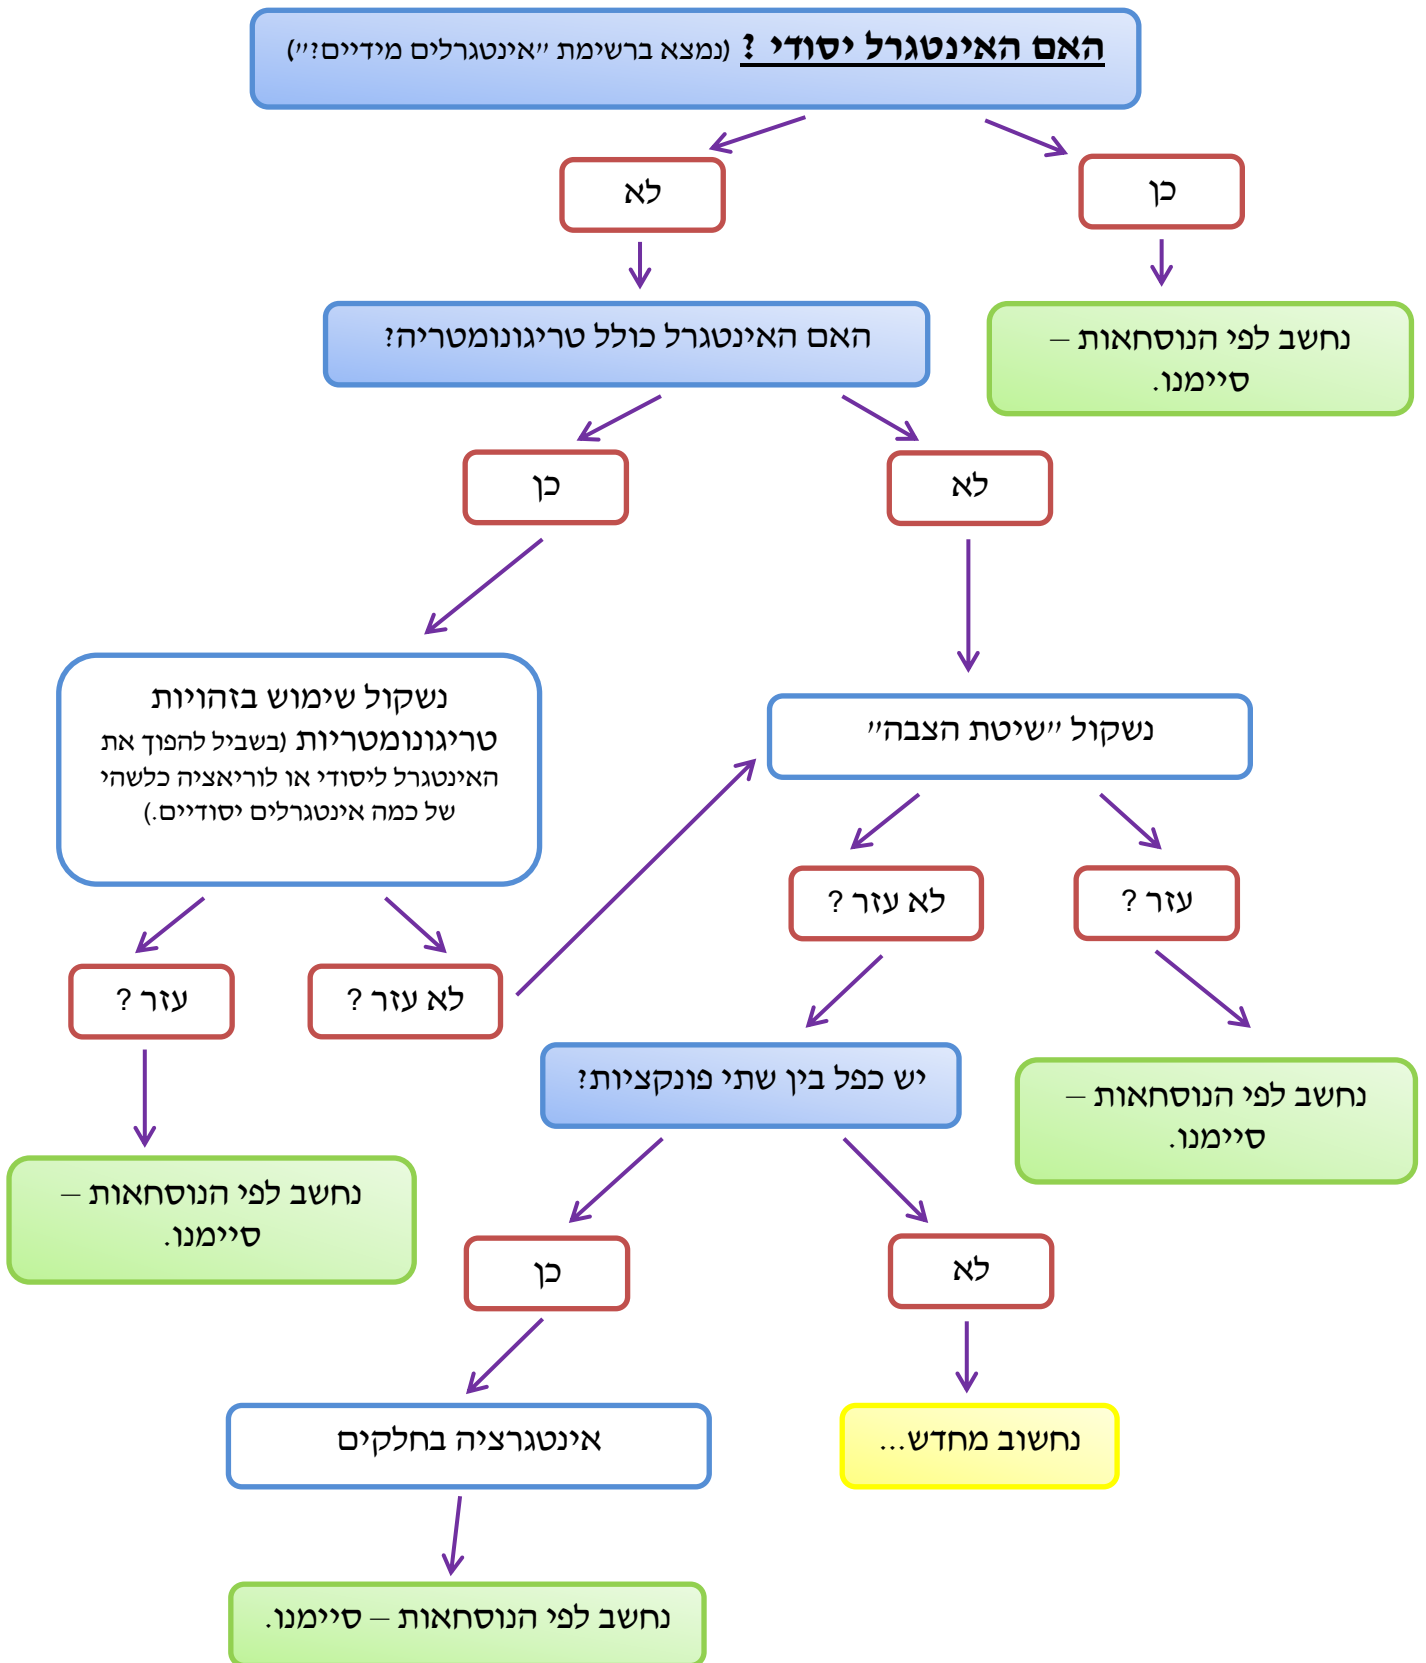 האם האינטגרל יסודי ? (נמצא ברשימת "אינטגרלים מידיים?")
כן
לא
נחשב לפי הנוסחאות –
סיימנו.
האם האינטגרל כולל טריגונומטריה?
לא
כן
נשקול שימוש בזהויות
טריגונומטריות (בשביל להפוך את
האינטגרל ליסודי או לוריאציה כלשהי
של כמה אינטגרלים יסודיים.)
נשקול "שיטת הצבה"
עזר ?
לא עזר ?
לא עזר ?
עזר ?
נחשב לפי הנוסחאות –
סיימנו.
יש כפל בין שתי פונקציות?
נחשב לפי הנוסחאות –
סיימנו.
לא
כן
נחשוב מחדש...
אינטגרציה בחלקים
נחשב לפי הנוסחאות – סיימנו.